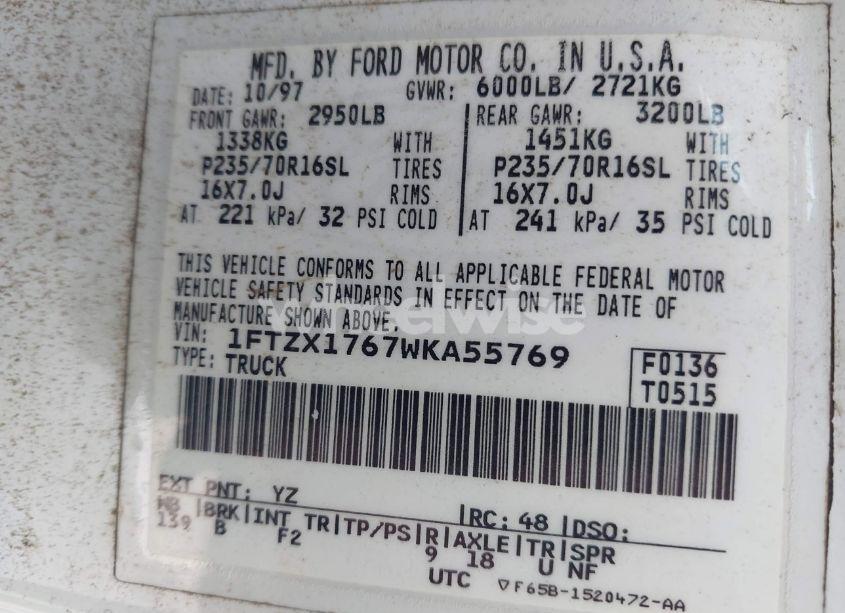 MFD. BY FORD MOTOR CO. IN U.S.A.
DATE: 10/97 GVWR: 6000LB/ 2721KG
FRONT GAWR: 2950LB REAR GAWR: 3200LB
1338KG WITH 1451KG WITH
P235/70R16SL TIRES P235/70R16SL TIRES
16X7.0J RIMS 16X7.0J RIMS
AT 221 kPa/ 32 PSI COLD AT 241 kPa/ 35 PSI COLD
THIS VEHICLE CONFORMS TO ALL APPLICABLE FEDERAL MOTOR
VEHICLE SAFETY STANDARDS IN EFFECT ON THE DATE OF
MANUFACTURE SHOWN ABOVE.
VIN: 1FTZX1767WKA55769
TYPE: TRUCK
F0136
T0515
EXT PNT: YZ RC: 48 DSO:
WB BRK INT TR TP/PS R AXLE TR SPR
139 B F2 9 18 U NF
UTC ▽F65B-1520472-AA